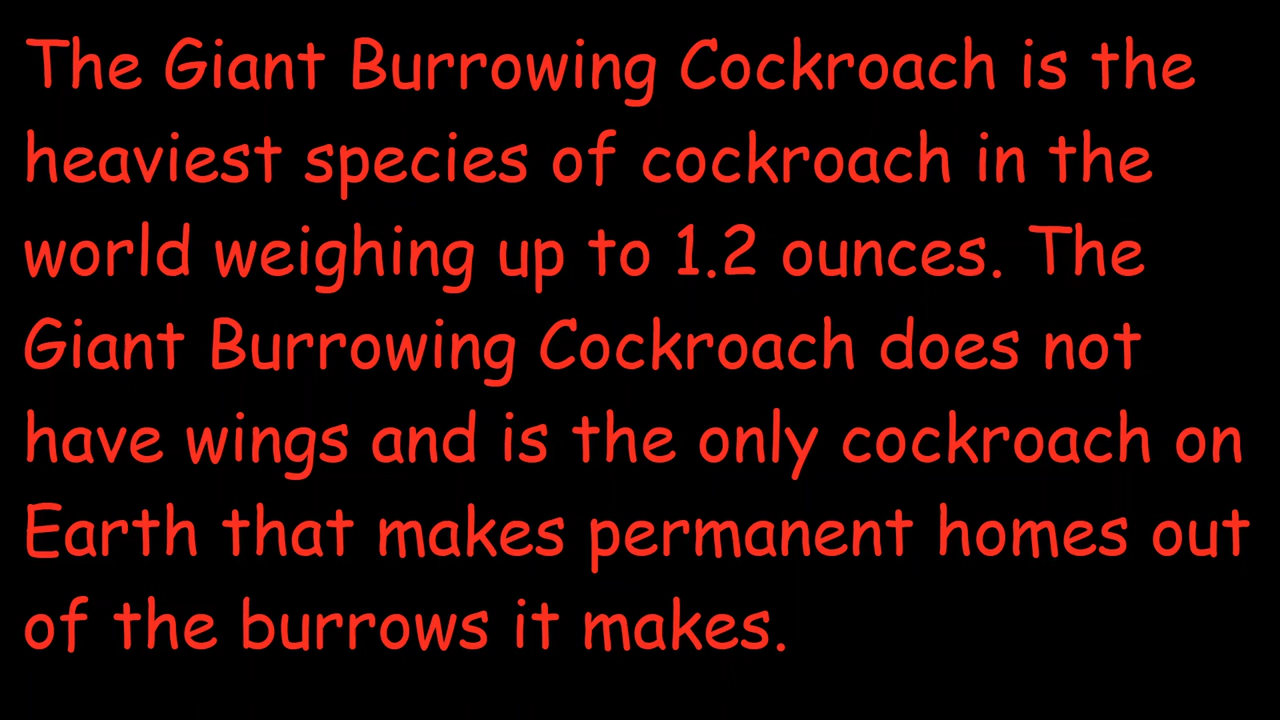 The Giant Burrowing Cockroach is the
heaviest species of cockroach in the
world weighing up to 1.2 ounces. The
Giant Burrowing Cockroach does not
have wings and is the only cockroach on
Earth that makes permanent homes out
of the burrows it makes.